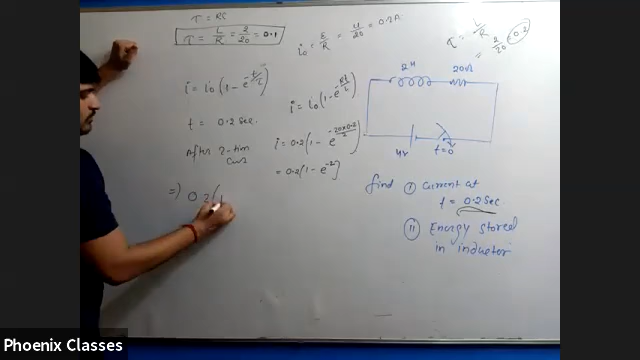 τ = RC
τ = L/R = 2/20 = 0.1
i₀ = E/R = 4/20 = 0.2A
τ = L/R
= 2/20 = 0.2
i = i₀(1 - e^(-t/τ))
i = i₀(1 - e^(-Rt/L))
t = 0.2 sec.
After 2-tim
i = 0.2(1 - e^(-20×0.2/2))
= 0.2(1 - e^(-2))
⇒) 0.2(1
2H
20Ω
4V
t=0
find (i) Current at
t = 0.2 sec
(ii) Energy stored
in inductor
Phoenix Classes